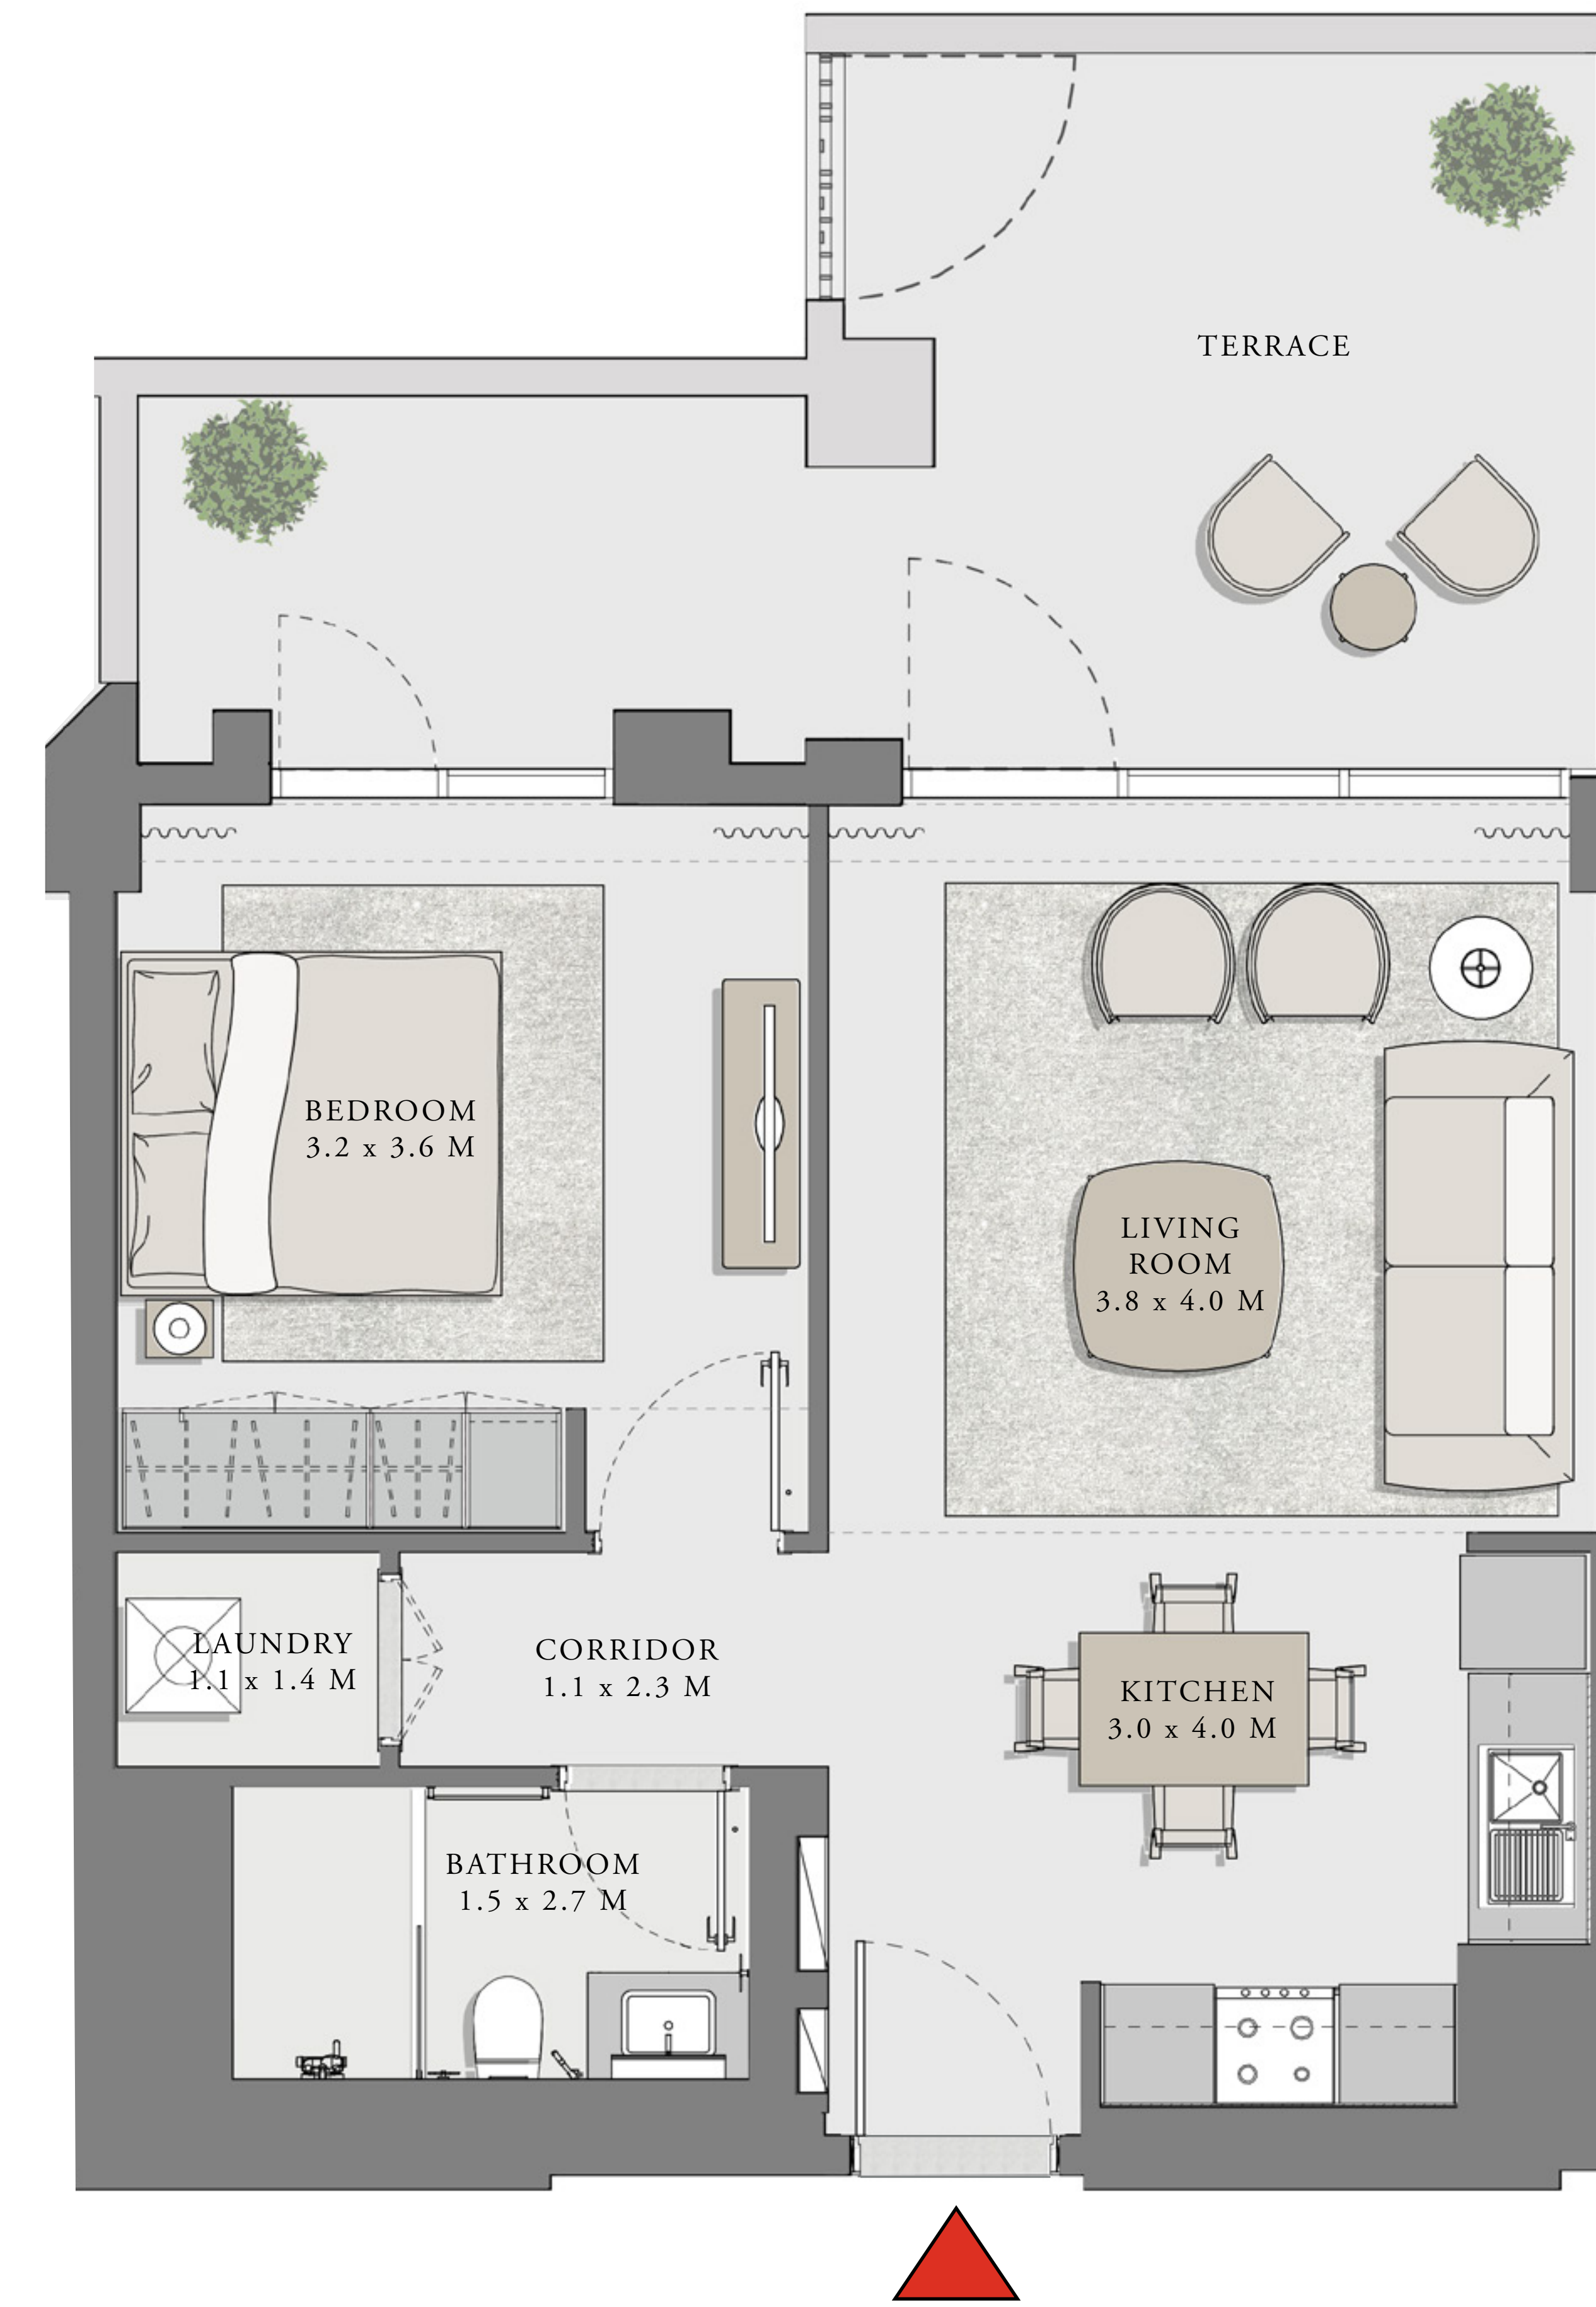 TERRACE
BEDROOM
3.2 x 3.6 M
LIVING
ROOM
3.8 x 4.0 M
LAUNDRY
1.1 x 1.4 M
CORRIDOR
1.1 x 2.3 M
KITCHEN
3.0 x 4.0 M
BATHROOM
1.5 x 2.7 M